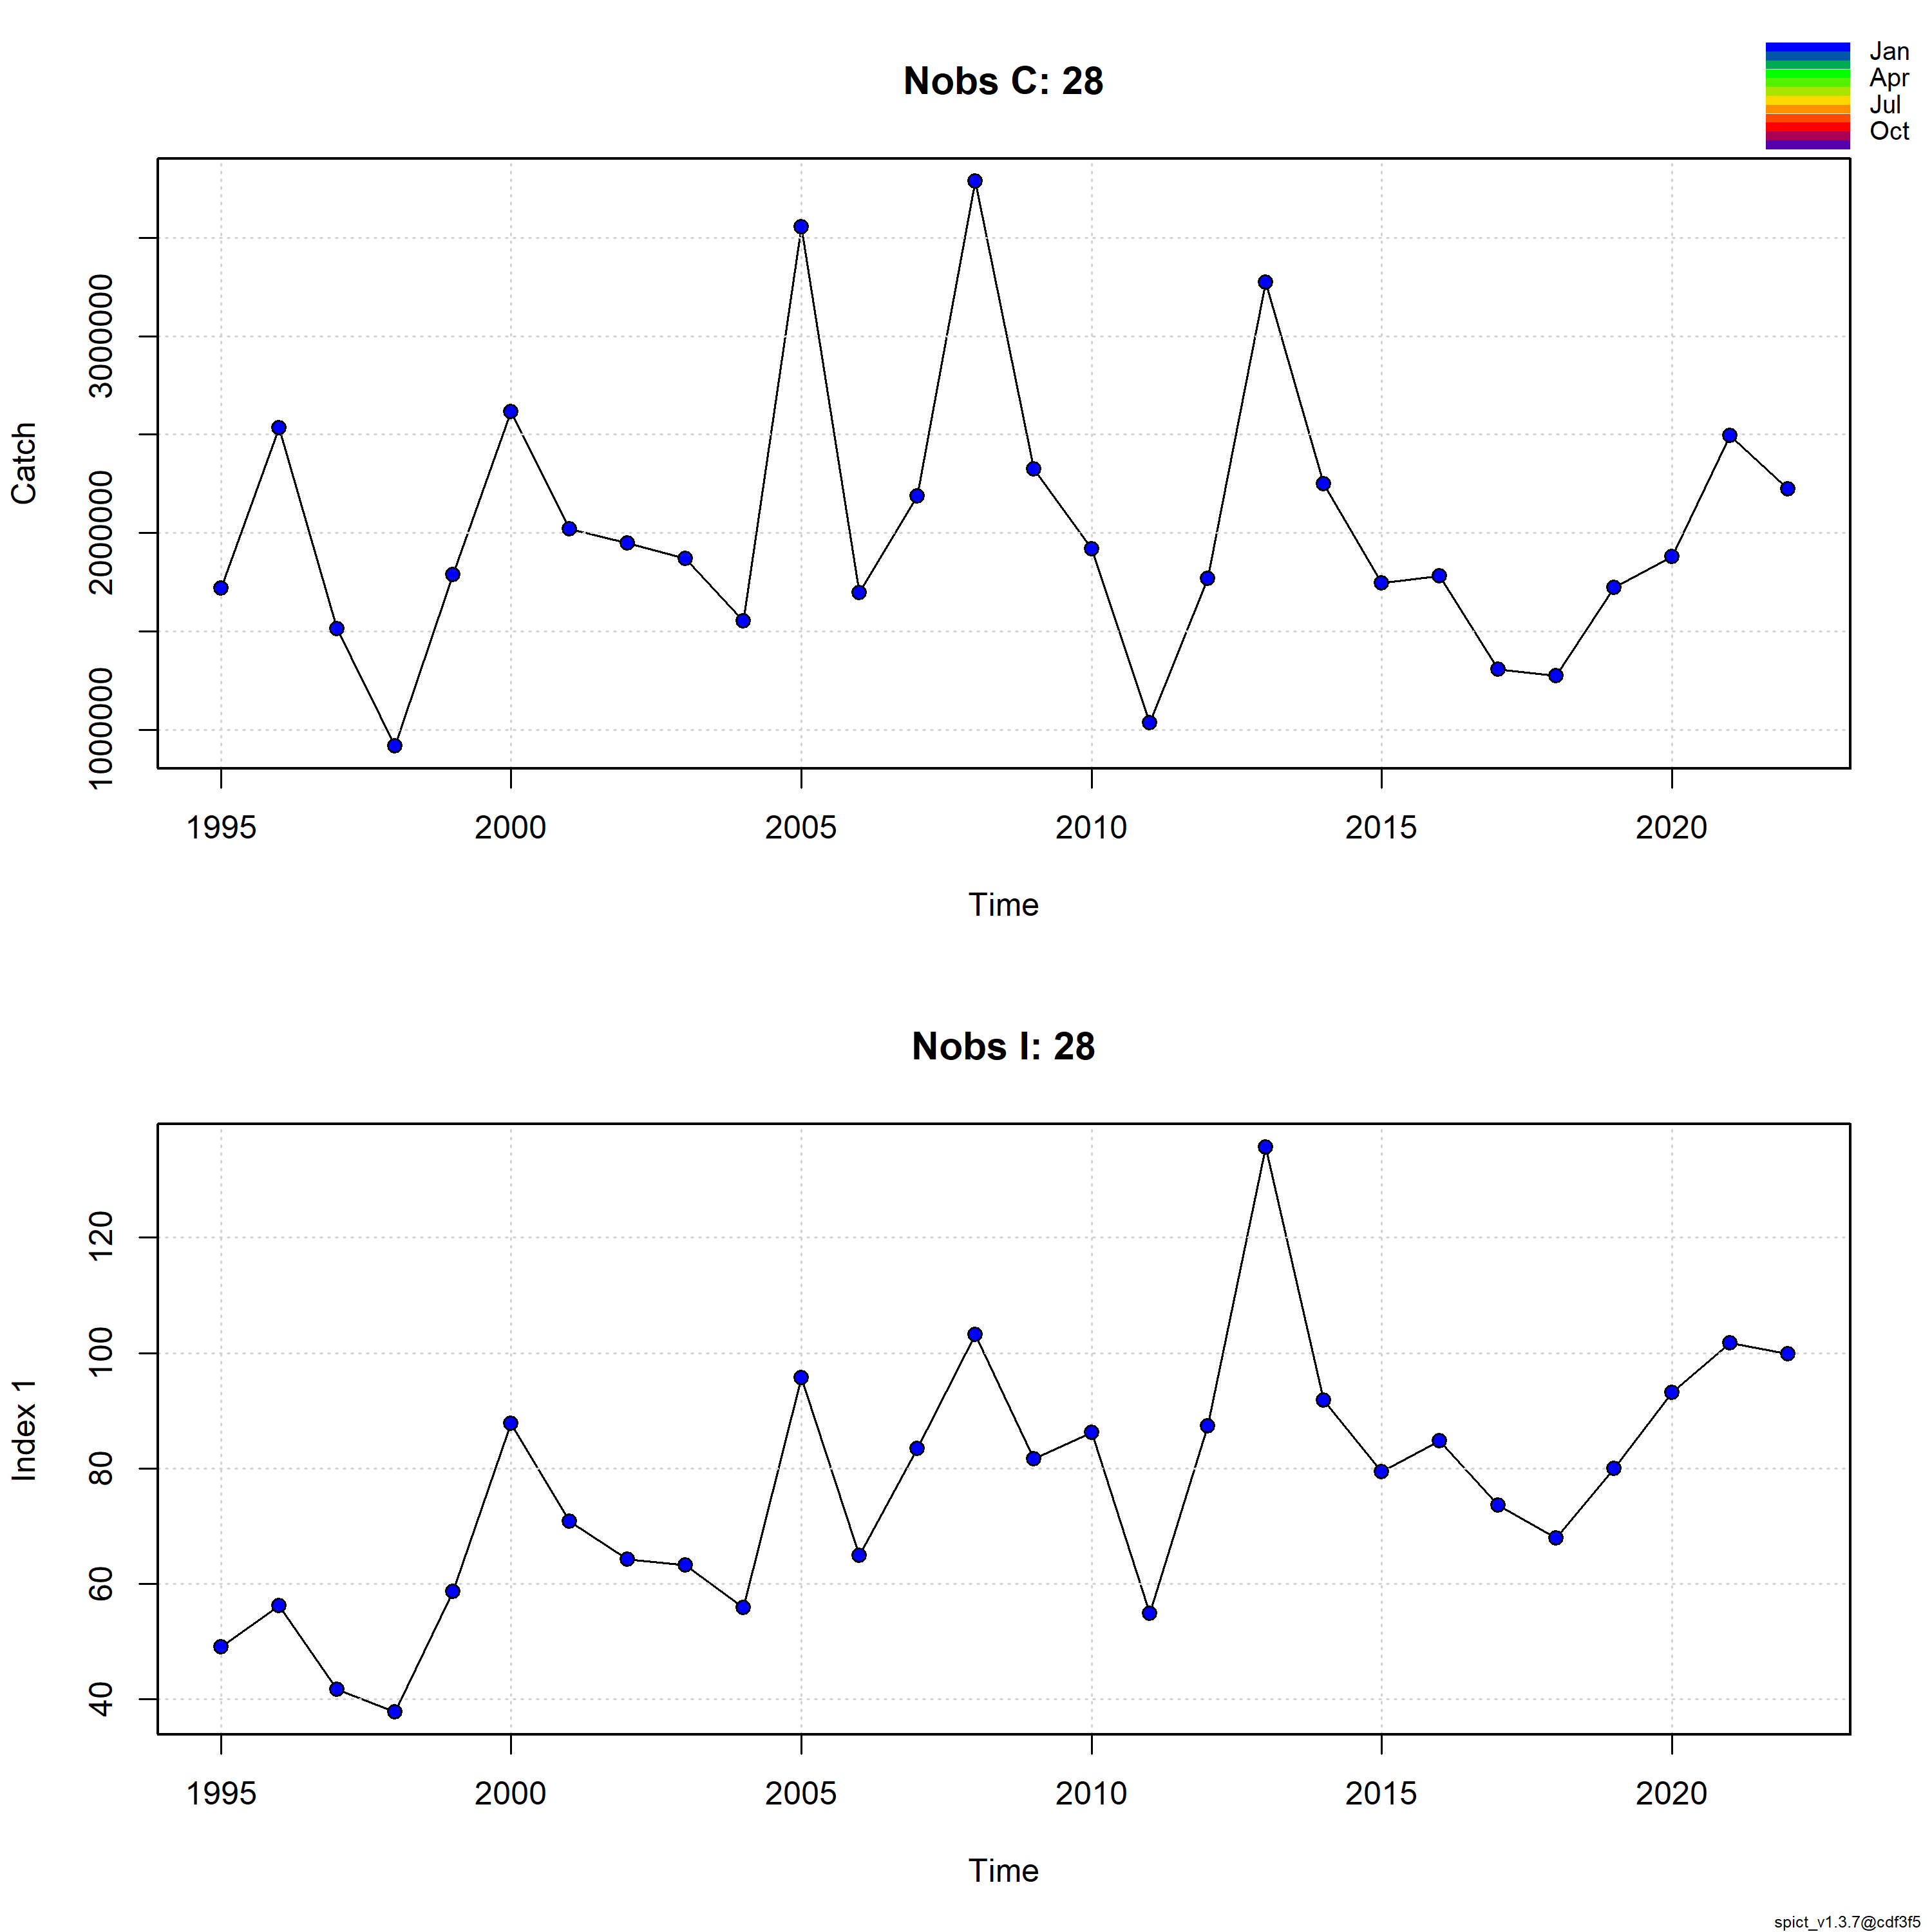 Nobs C: 28
Jan
Apr
Jul
Oct
Catch
3000000
2000000
1000000
1995 2000 2005 2010 2015 2020
Time
Nobs I: 28
Index 1
120
100
80
60
40
1995 2000 2005 2010 2015 2020
Time
spict_v1.3.7@cdf3f5